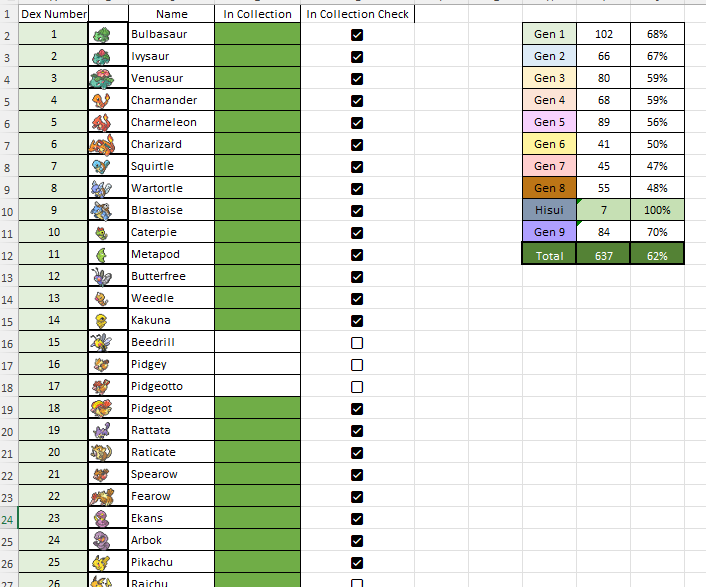 1 Dex Number Name In Collection In Collection Check
2 1 Bulbasaur Gen 1 102 68%
3 2 Ivysaur Gen 2 66 67%
4 3 Venusaur Gen 3 80 59%
5 4 Charmander Gen 4 68 59%
6 5 Charmeleon Gen 5 89 56%
7 6 Charizard Gen 6 41 50%
8 7 Squirtle Gen 7 45 47%
9 8 Wartortle Gen 8 55 48%
10 9 Blastoise Hisui 7 100%
11 10 Caterpie Gen 9 84 70%
12 11 Metapod Total 637 62%
13 12 Butterfree
14 13 Weedle
15 14 Kakuna
16 15 Beedrill
17 16 Pidgey
18 17 Pidgeotto
19 18 Pidgeot
20 19 Rattata
21 20 Raticate
22 21 Spearow
23 22 Fearow
24 23 Ekans
25 24 Arbok
26 25 Pikachu
27 26 Raichu